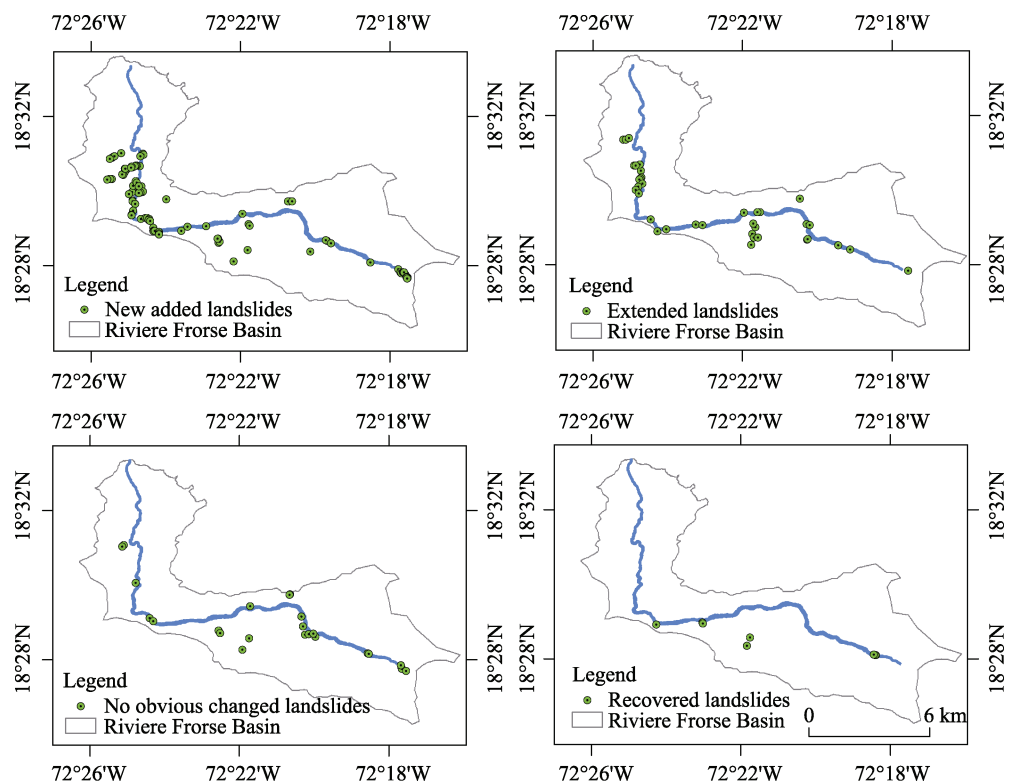 72°26'W 72°22'W 72°18'W 72°26'W 72°22'W 72°18'W
18°32'N 18°32'N 18°32'N 18°32'N
18°28'N 18°28'N 18°28'N 18°28'N
Legend
New added landslides
Riviere Frorse Basin
Legend
Extended landslides
Riviere Frorse Basin
72°26'W 72°22'W 72°18'W 72°26'W 72°22'W 72°18'W
72°26'W 72°22'W 72°18'W 72°26'W 72°22'W 72°18'W
18°32'N 18°32'N 18°32'N 18°32'N
18°28'N 18°28'N 18°28'N 18°28'N
Legend
No obvious changed landslides
Riviere Frorse Basin
Legend
Recovered landslides
Riviere Frorse Basin
0 6 km
72°26'W 72°22'W 72°18'W 72°26'W 72°22'W 72°18'W